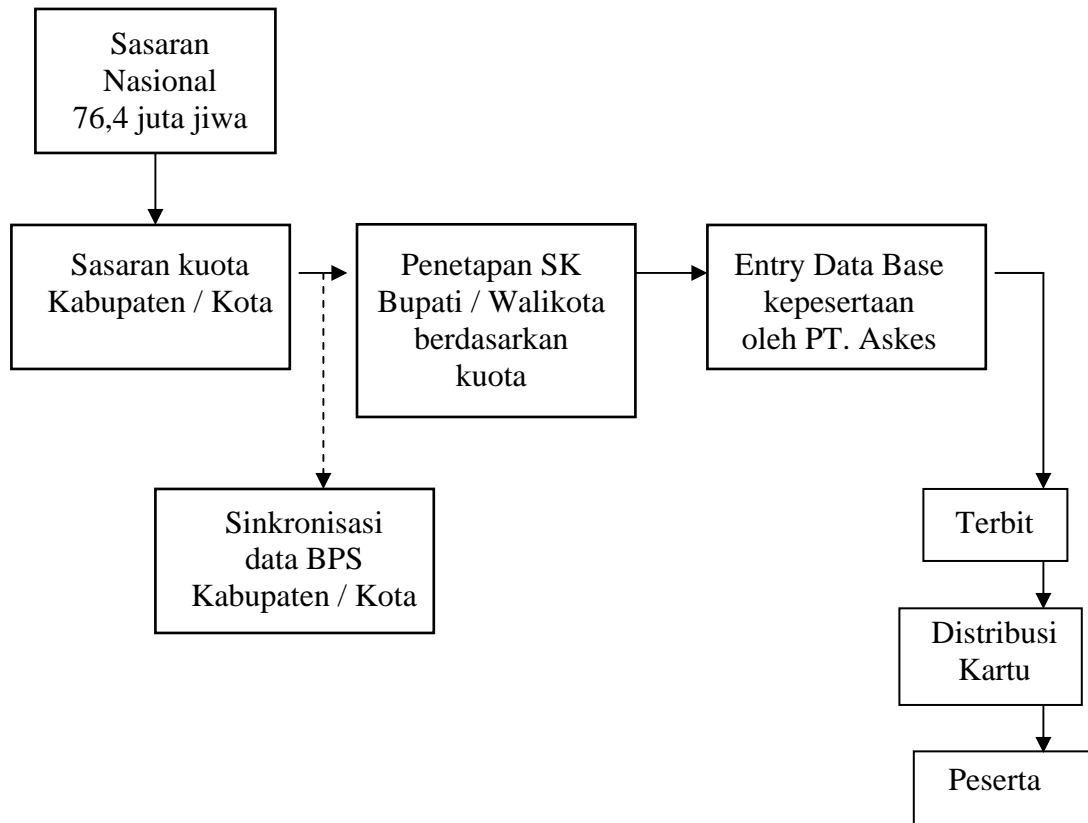 Sasaran
Nasional
76,4 juta jiwa
Sasaran kuota
Kabupaten / Kota
Penetapan SK
Bupati / Walikota
berdasarkan
kuota
Entry Data Base
kepesertaan
oleh PT. Askes
Sinkronisasi
data BPS
Kabupaten / Kota
Terbit
Distribusi
Kartu
Peserta